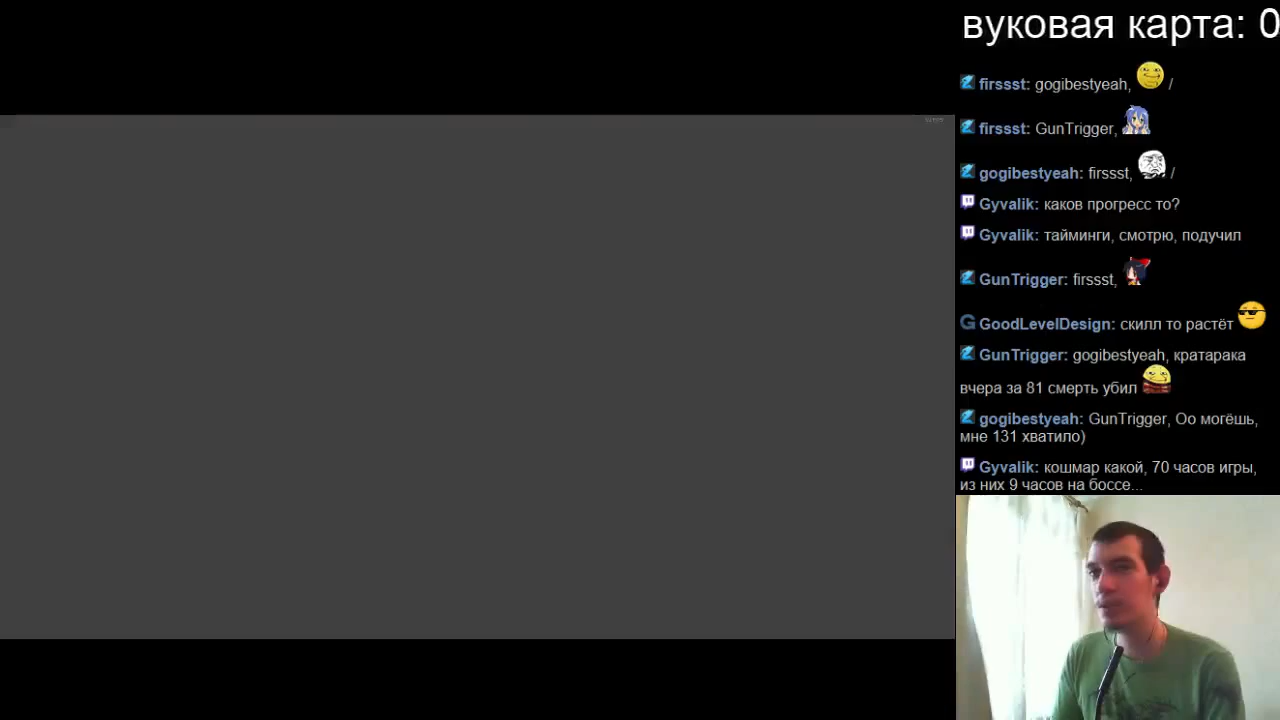 вуковая карта: 0
firssst: gogibestyeah, /
firssst: GunTrigger,
gogibestyeah: firssst, /
Gyvalik: каков прогресс то?
Gyvalik: тайминги, смотрю, подучил
GunTrigger: firssst,
GoodLevelDesign: скилл то растёт
GunTrigger: gogibestyeah, кратарака
вчера за 81 смерть убил
gogibestyeah: GunTrigger, Оо могёшь,
мне 131 хватило)
Gyvalik: кошмар какой, 70 часов игры,
из них 9 часов на боссе...